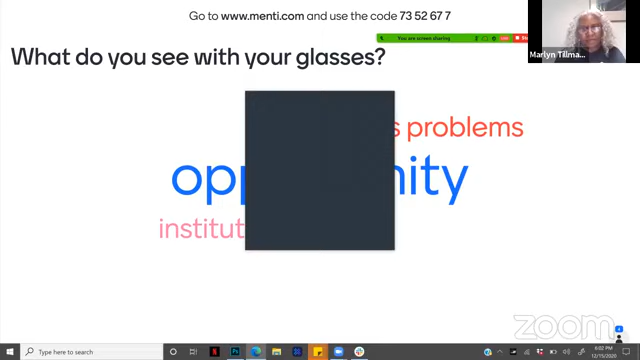 Go to www.menti.com and use the code 73 52 67 7
What do you see with your glasses?
You are screen sharing
Marlyn Tilma...
s problems
opp nity
institut
zoom
Type here to search
6:02 PM
12/15/2020